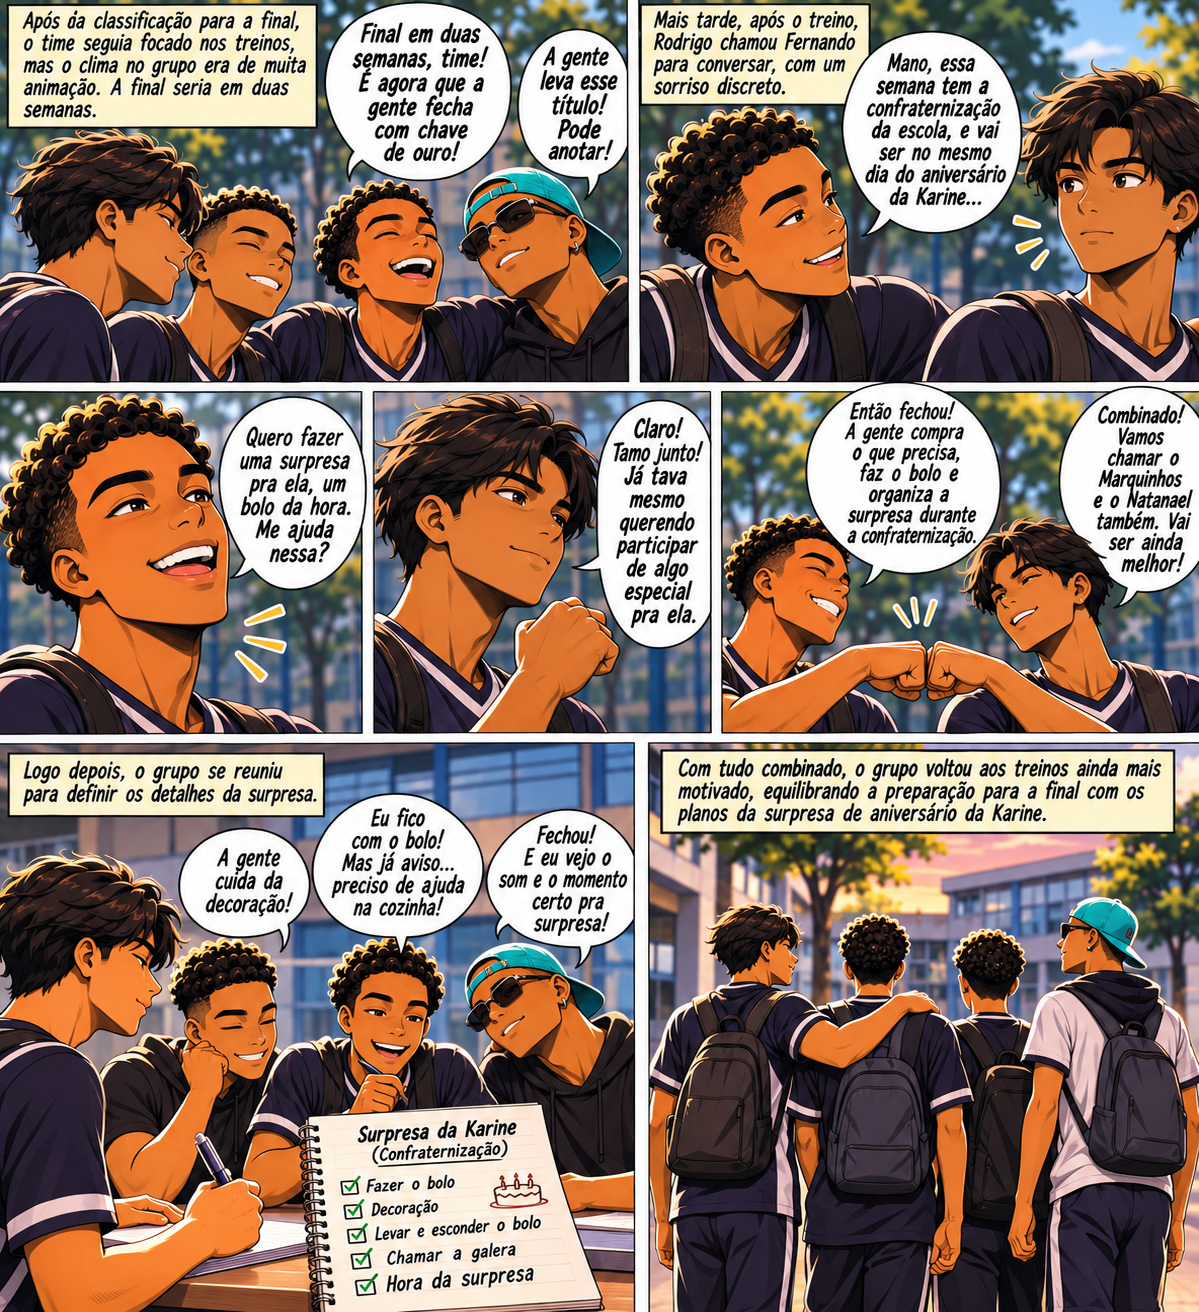 Após da classificação para a final,
o time seguia focado nos treinos,
mas o clima no grupo era de muita
animação. A final seria em duas
semanas.
Final em duas
semanas, time!
É agora que a
gente fecha
com chave
de ouro!
A gente
leva esse
título!
Pode
anotar!
Mais tarde, após o treino,
Rodrigo chamou Fernando
para conversar, com um
sorriso discreto.
Mano, essa
semana tem a
confraternização
da escola, e vai
ser no mesmo
dia do aniversário
da Karine...
Quero fazer
uma surpresa
pra ela, um
bolo da hora.
Me ajuda
nessa?
Claro!
Tamo junto!
Já tava
mesmo
querendo
participar
de algo
especial
pra ela.
Então fechou!
A gente compra
o que precisa,
faz o bolo e
organiza a
surpresa durante
a confraternização.
Combinado!
Vamos
chamar o
Marquinhos
e o Natanael
também. Vai
ser ainda
melhor!
Logo depois, o grupo se reuniu
para definir os detalhes da surpresa.
A gente
cuida da
decoração!
Eu fico
com o bolo!
Mas já aviso...
preciso de ajuda
na cozinha!
Fechou!
E eu vejo o
som e o momento
certo pra
surpresa!
Surpresa da Karine
(Confraternização)
Fazer o bolo
Decoração
Levar e esconder o bolo
Chamar a galera
Hora da surpresa
Com tudo combinado, o grupo voltou aos treinos ainda mais
motivado, equilibrando a preparação para a final com os
planos da surpresa de aniversário da Karine.